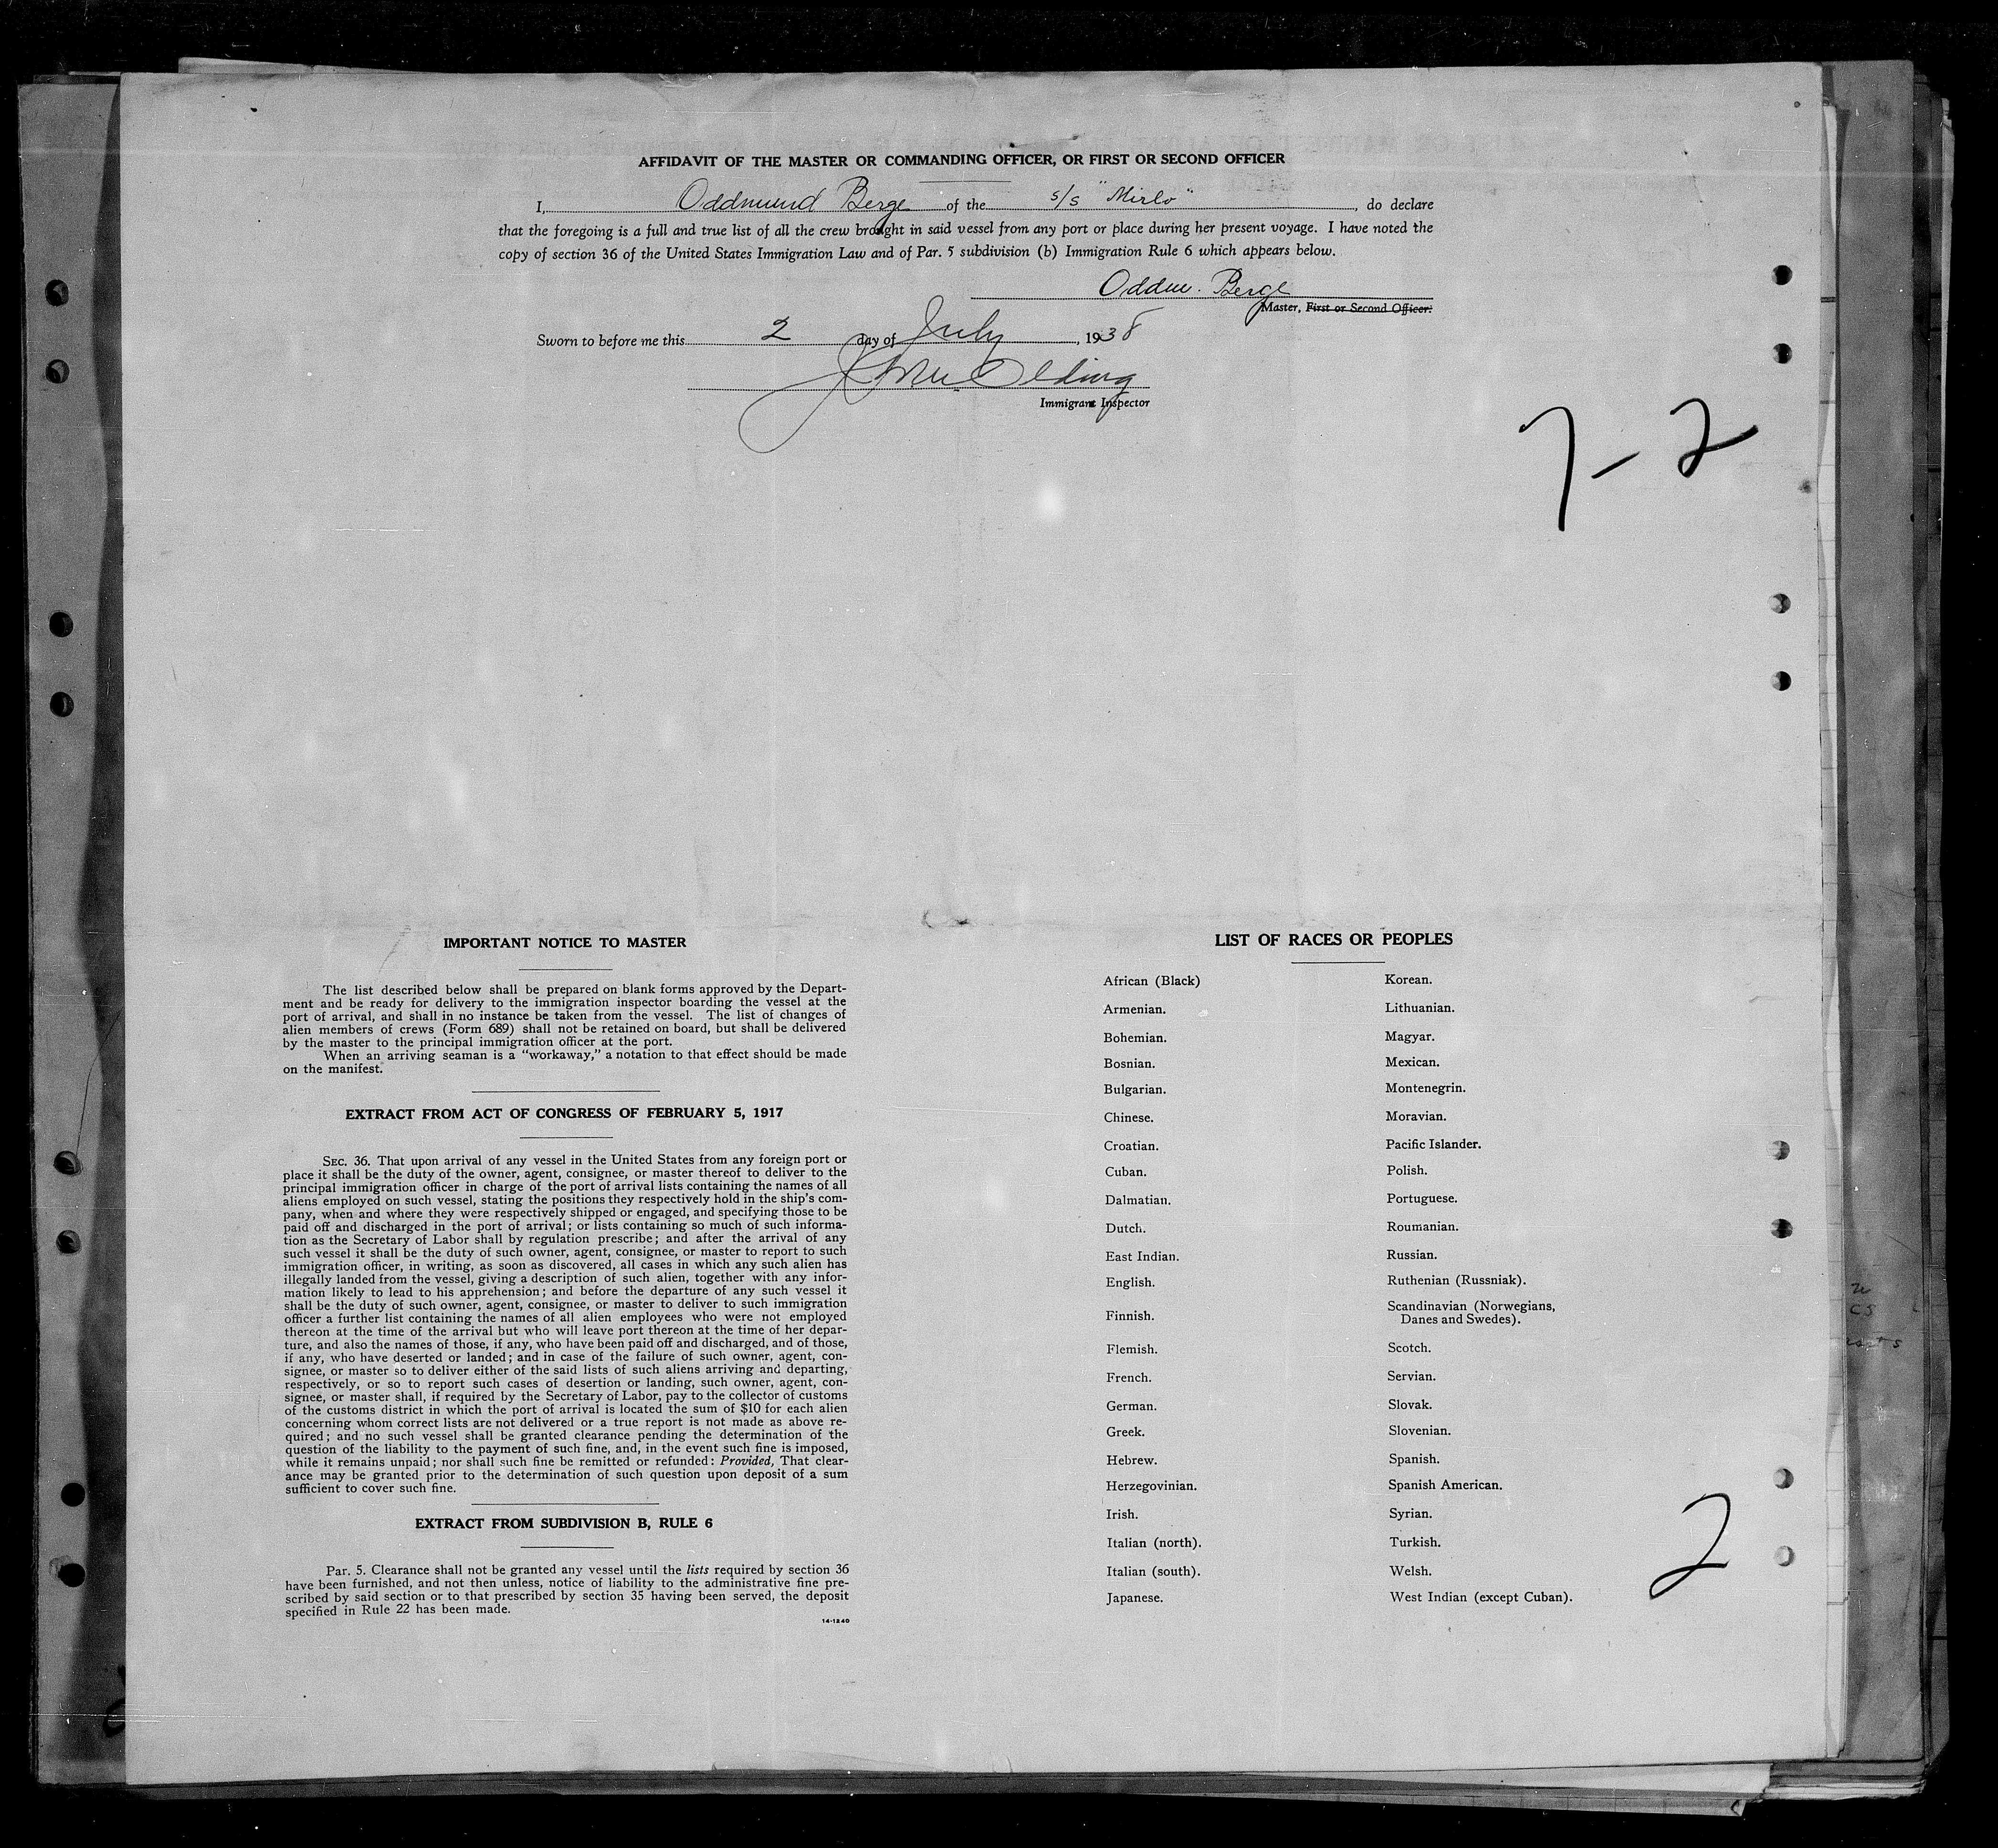 AFFIDAVIT OF THE MASTER OR COMMANDING OFFICER, OR FIRST OR SECOND OFFICER
I, Oddmund Berge of the s/s "Mirlo", do declare
that the foregoing is a full and true list of all the crew brought in said vessel from any port or place during her present voyage. I have noted the
copy of section 36 of the United States Immigration Law and of Par. 5 subdivision (b) Immigration Rule 6 which appears below.
Oddm. Berge
Master, First or Second Officer.
Sworn to before me this 2 day of July, 1938
Olding
Immigrant Inspector
7-2
IMPORTANT NOTICE TO MASTER
The list described below shall be prepared on blank forms approved by the Depart-
ment and be ready for delivery to the immigration inspector boarding the vessel at the
port of arrival, and shall in no instance be taken from the vessel. The list of changes of
alien members of crews (Form 689) shall not be retained on board, but shall be delivered
by the master to the principal immigration officer at the port.
When an arriving seaman is a "workaway," a notation to that effect should be made
on the manifest.
EXTRACT FROM ACT OF CONGRESS OF FEBRUARY 5, 1917
SEC. 36. That upon arrival of any vessel in the United States from any foreign port or
place it shall be the duty of the owner, agent, consignee, or master thereof to deliver to the
principal immigration officer in charge of the port of arrival lists containing the names of all
aliens employed on such vessel, stating the positions they respectively hold in the ship's com-
pany, when and where they were respectively shipped or engaged, and specifying those to be
paid off and discharged in the port of arrival; or lists containing so much of such informa-
tion as the Secretary of Labor shall by regulation prescribe; and after the arrival of any
such vessel it shall be the duty of such owner, agent, consignee, or master to report to such
immigration officer, in writing, as soon as discovered, all cases in which any such alien has
illegally landed from the vessel, giving a description of such alien, together with any infor-
mation likely to lead to his apprehension; and before the departure of any such vessel it
shall be the duty of such owner, agent, consignee, or master to deliver to such immigration
officer a further list containing the names of all alien employees who were not employed
thereon at the time of the arrival but who will leave port thereon at the time of her depar-
ture, and also the names of those, if any, who have been paid off and discharged, and of those,
if any, who have deserted or landed; and in case of the failure of such owner, agent, con-
signee, or master so to deliver either of the said lists of such aliens arriving and departing,
respectively, or so to report such cases of desertion or landing, such owner, agent, con-
signee, or master shall, if required by the Secretary of Labor, pay to the collector of customs
of the customs district in which the port of arrival is located the sum of $10 for each alien
concerning whom correct lists are not delivered or a true report is not made as above re-
quired; and no such vessel shall be granted clearance pending the determination of the
question of the liability to the payment of such fine, and, in the event such fine is imposed,
while it remains unpaid; nor shall such fine be remitted or refunded: Provided, That clear-
ance may be granted prior to the determination of such question upon deposit of a sum
sufficient to cover such fine.
EXTRACT FROM SUBDIVISION B, RULE 6
Par. 5. Clearance shall not be granted any vessel until the lists required by section 36
have been furnished, and not then unless, notice of liability to the administrative fine pre-
scribed by said section or to that prescribed by section 35 having been served, the deposit
specified in Rule 22 has been made.
14-1240
LIST OF RACES OR PEOPLES
African (Black)
Armenian.
Bohemian.
Bosnian.
Bulgarian.
Chinese.
Croatian.
Cuban.
Dalmatian.
Dutch.
East Indian.
English.
Finnish.
Flemish.
French.
German.
Greek.
Hebrew.
Herzegovinian.
Irish.
Italian (north).
Italian (south).
Japanese.
Korean.
Lithuanian.
Magyar.
Mexican.
Montenegrin.
Moravian.
Pacific Islander.
Polish.
Portuguese.
Roumanian.
Russian.
Ruthenian (Russniak).
Scandinavian (Norwegians,
Danes and Swedes).
Scotch.
Servian.
Slovak.
Slovenian.
Spanish.
Spanish American.
Syrian.
Turkish.
Welsh.
West Indian (except Cuban).
2